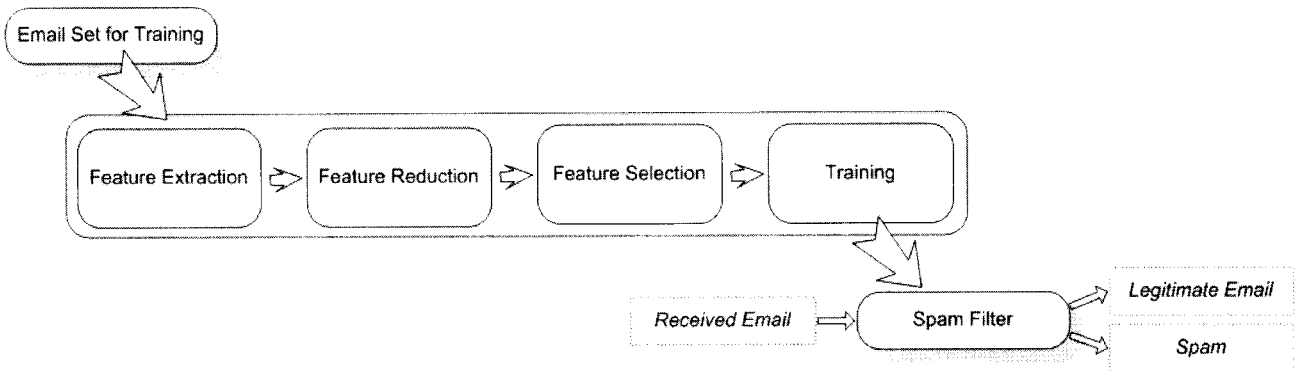 Email Set for Training
Feature Extraction
Feature Reduction
Feature Selection
Training
Received Email
Spam Filter
Legitimate Email
Spam